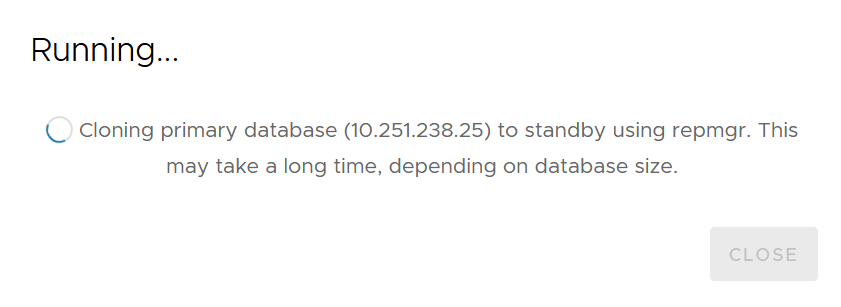 Running...
Cloning primary database (10.251.238.25) to standby using repmgr. This
may take a long time, depending on database size.
CLOSE